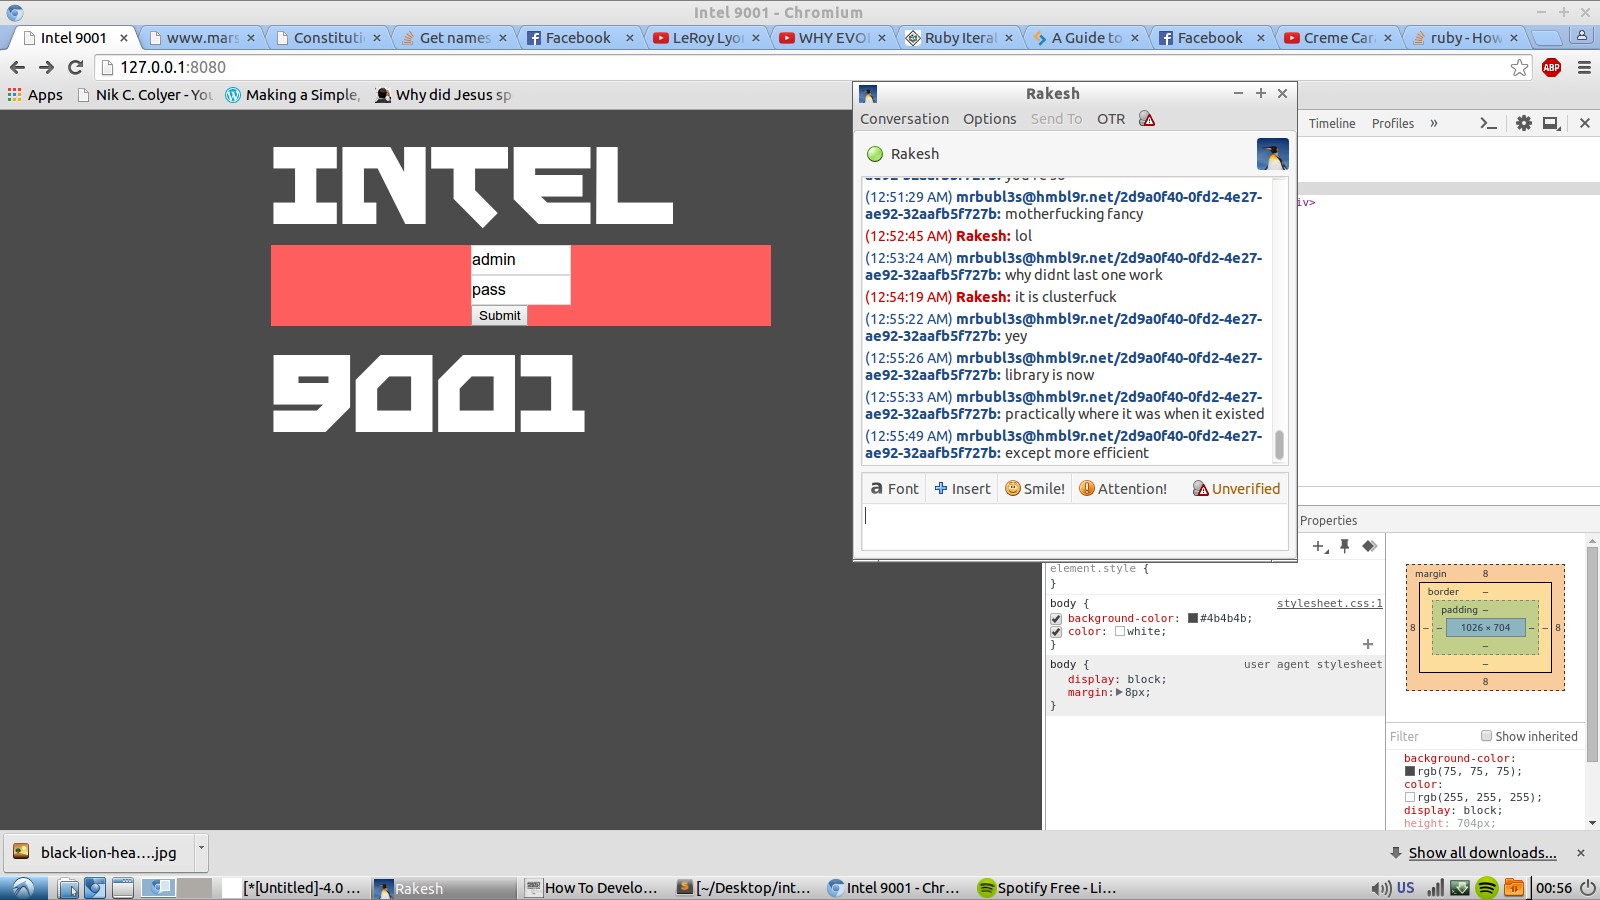 Intel 9001 - Chromium
Intel 9001
www.mars
Constituti
Get names
Facebook
LeRoy Lyo
WHY EVO
Ruby Itera
A Guide to
Facebook
Creme Car
ruby - How
127.0.0.1:8080
ABP
Apps
Nik C. Colyer - You
Making a Simple,
Why did Jesus sp
INTEL
admin
pass
Submit
9001
Rakesh
Conversation Options Send To OTR
Rakesh
(12:51:29 AM) mrbubl3s@hmbl9r.net/2d9a0f40-0fd2-4e27-
ae92-32aafb5f727b: motherfucking fancy
(12:52:45 AM) Rakesh: lol
(12:53:24 AM) mrbubl3s@hmbl9r.net/2d9a0f40-0fd2-4e27-
ae92-32aafb5f727b: why didnt last one work
(12:54:19 AM) Rakesh: it is clusterfuck
(12:55:22 AM) mrbubl3s@hmbl9r.net/2d9a0f40-0fd2-4e27-
ae92-32aafb5f727b: yey
(12:55:26 AM) mrbubl3s@hmbl9r.net/2d9a0f40-0fd2-4e27-
ae92-32aafb5f727b: library is now
(12:55:33 AM) mrbubl3s@hmbl9r.net/2d9a0f40-0fd2-4e27-
ae92-32aafb5f727b: practically where it was when it existed
(12:55:49 AM) mrbubl3s@hmbl9r.net/2d9a0f40-0fd2-4e27-
ae92-32aafb5f727b: except more efficient
a Font Insert Smile! Attention! Unverified
Timeline Profiles »
iv>
Properties
element.style {
}
body { stylesheet.css:1
background-color: #4b4b4b;
color: white;
}
body { user agent stylesheet
display: block;
margin: 8px;
}
margin 8
border –
padding –
8 – – 1026 × 704 – – 8
–
–
8
Filter Show inherited
background-color:
rgb(75, 75, 75);
color:
rgb(255, 255, 255);
display: block;
height: 704px;
black-lion-hea....jpg
Show all downloads...
[*[Untitled]-4.0 ...
Rakesh
How To Develo...
[~/Desktop/int...
Intel 9001 - Chr...
Spotify Free - Li...
US
00:56